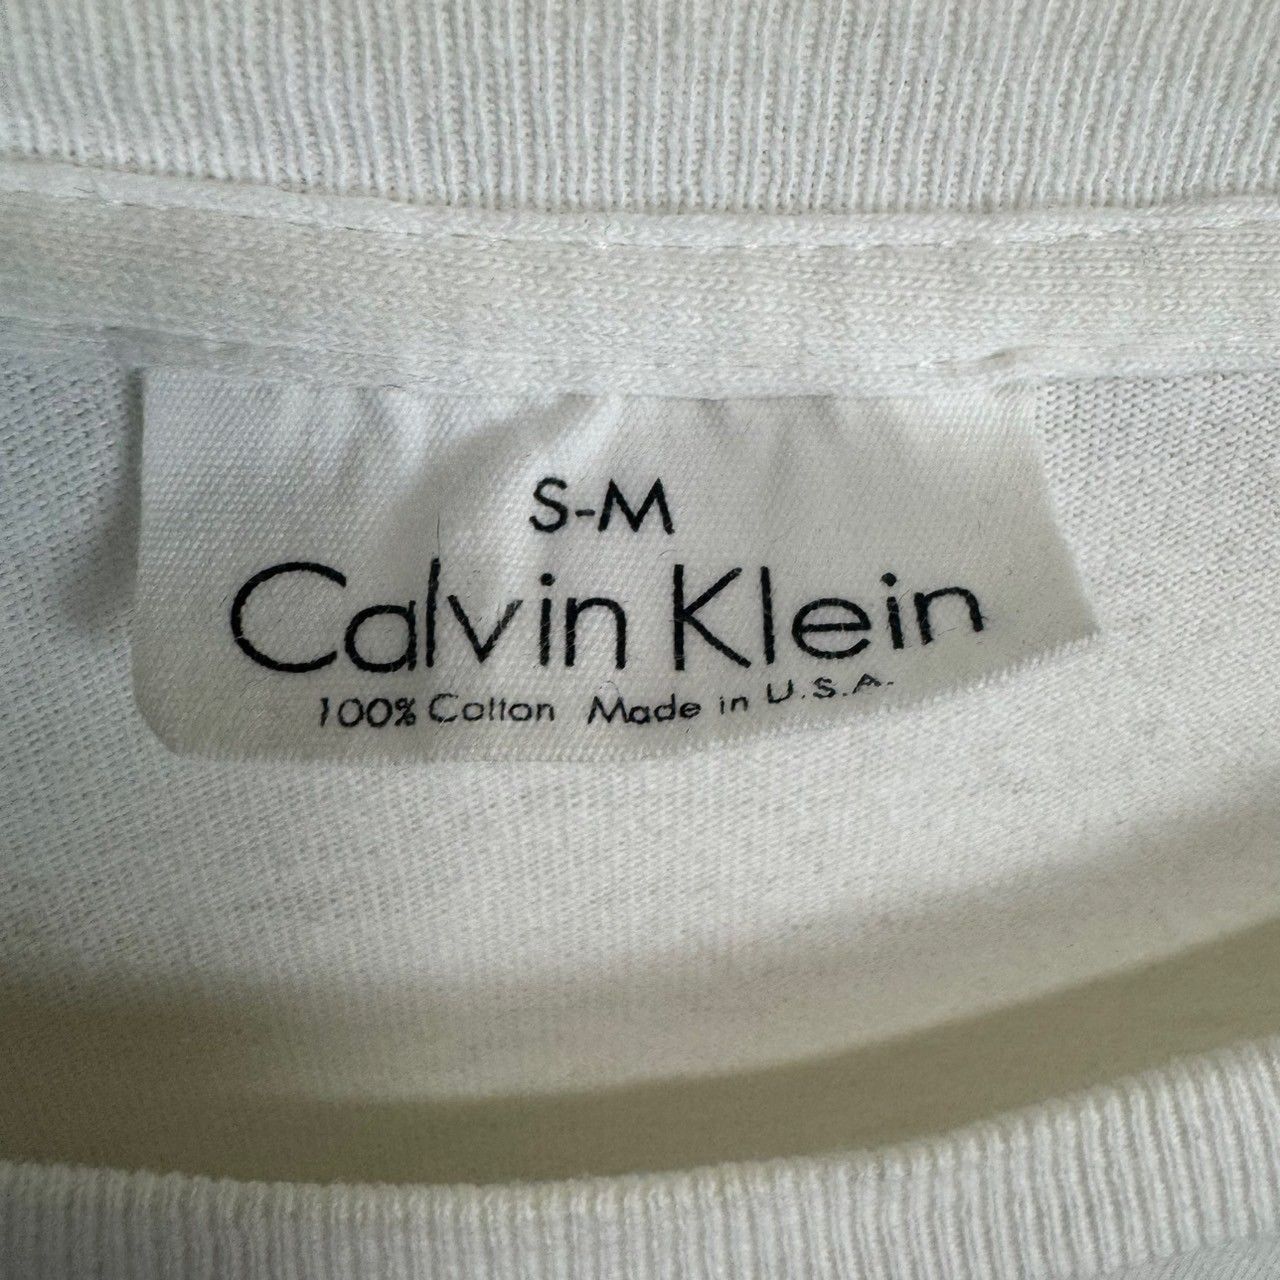 S-M
Calvin Klein
100% Cotton Made in U.S.A.